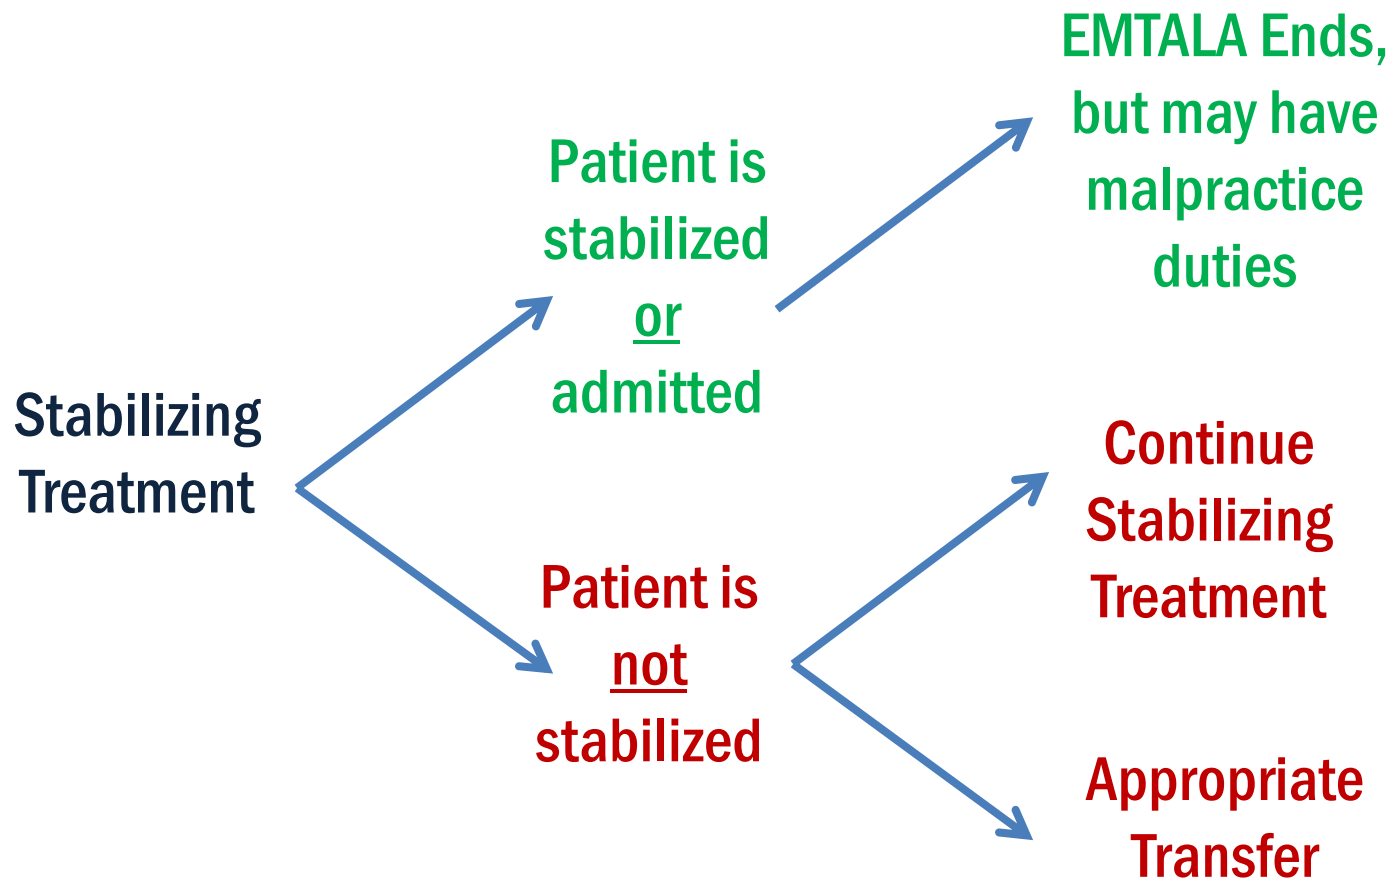 Stabilizing
Treatment
Patient is
stabilized
or
admitted
EMTALA Ends,
but may have
malpractice
duties
Patient is
not
stabilized
Continue
Stabilizing
Treatment
Appropriate
Transfer